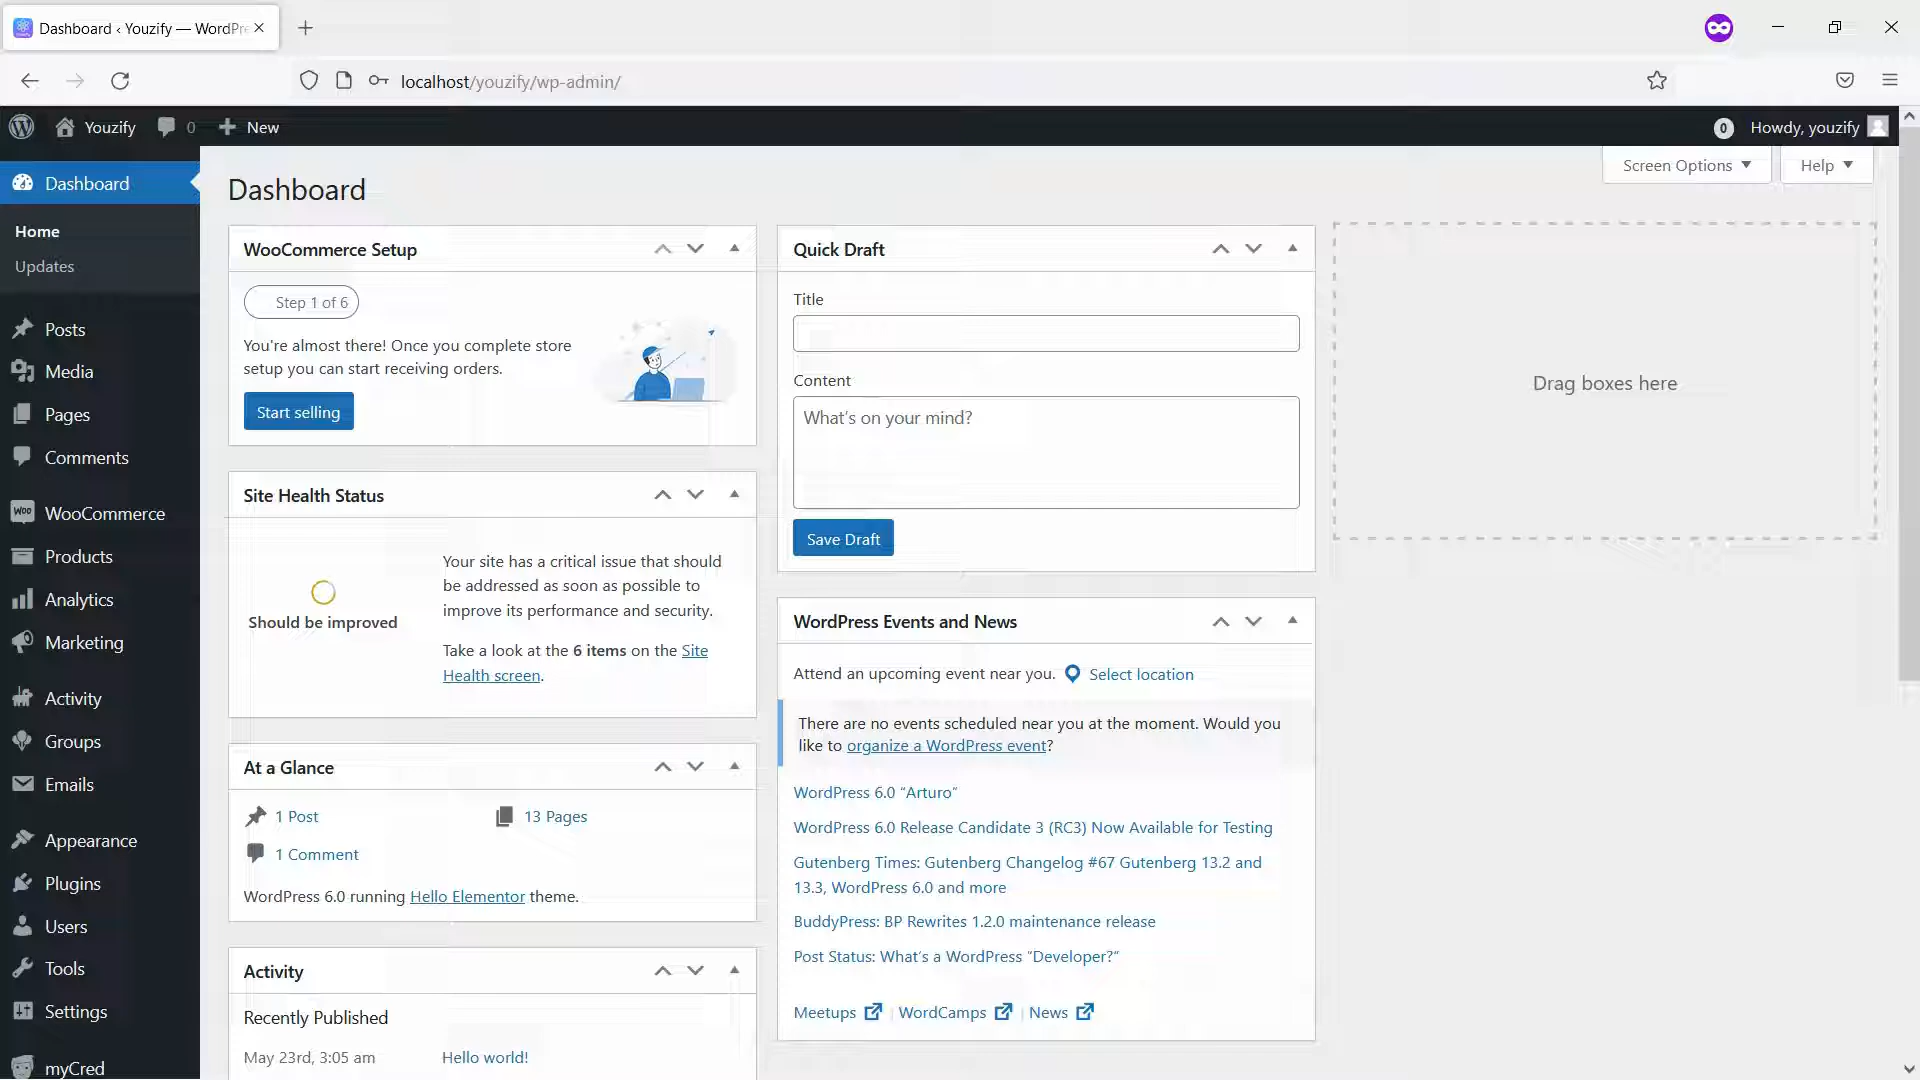 Dashboard ‹ Youzify — WordPre
localhost/youzify/wp-admin/
Youzify
0
New
0
Howdy, youzify
Dashboard
Home
Updates
Posts
Media
Pages
Comments
WooCommerce
Products
Analytics
Marketing
Activity
Groups
Emails
Appearance
Plugins
Users
Tools
Settings
myCred
Screen Options
Help
Dashboard
WooCommerce Setup
Step 1 of 6
You're almost there! Once you complete store
setup you can start receiving orders.
Start selling
Site Health Status
Should be improved
Your site has a critical issue that should
be addressed as soon as possible to
improve its performance and security.
Take a look at the 6 items on the Site
Health screen.
At a Glance
1 Post
13 Pages
1 Comment
WordPress 6.0 running Hello Elementor theme.
Activity
Recently Published
May 23rd, 3:05 am
Hello world!
Quick Draft
Title
Content
What's on your mind?
Save Draft
WordPress Events and News
Attend an upcoming event near you.
Select location
There are no events scheduled near you at the moment. Would you
like to organize a WordPress event?
WordPress 6.0 “Arturo”
WordPress 6.0 Release Candidate 3 (RC3) Now Available for Testing
Gutenberg Times: Gutenberg Changelog #67 Gutenberg 13.2 and
13.3, WordPress 6.0 and more
BuddyPress: BP Rewrites 1.2.0 maintenance release
Post Status: What’s a WordPress “Developer?”
Meetups | WordCamps | News
Drag boxes here